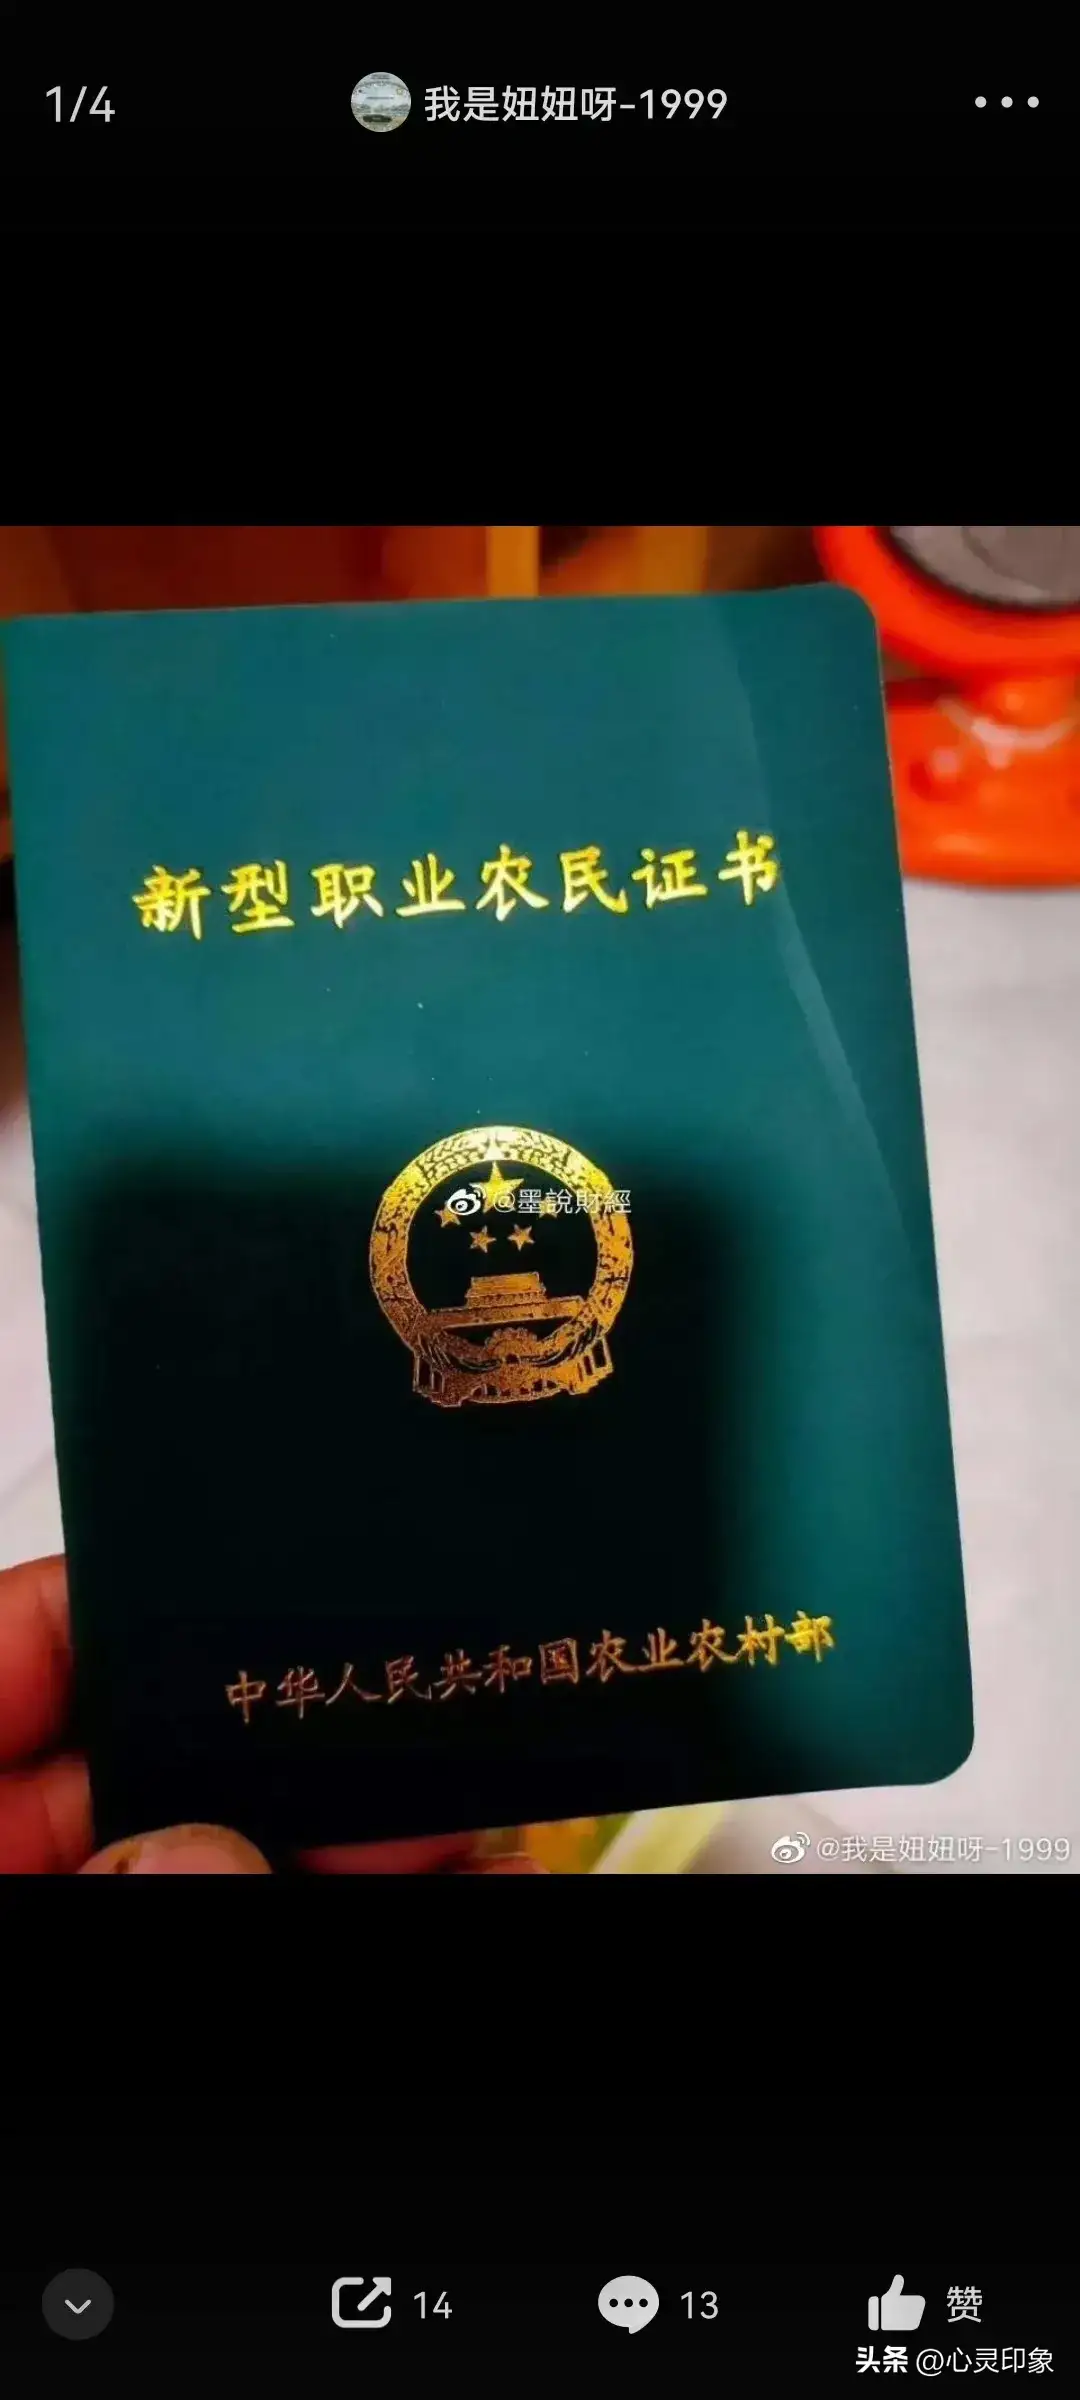 1/4
我是妞妞呀-1999
新型职业农民证书
@墨說財經
中华人民共和国农业农村部
@我是妞妞呀-1999
14
13
赞
头条 @心灵印象